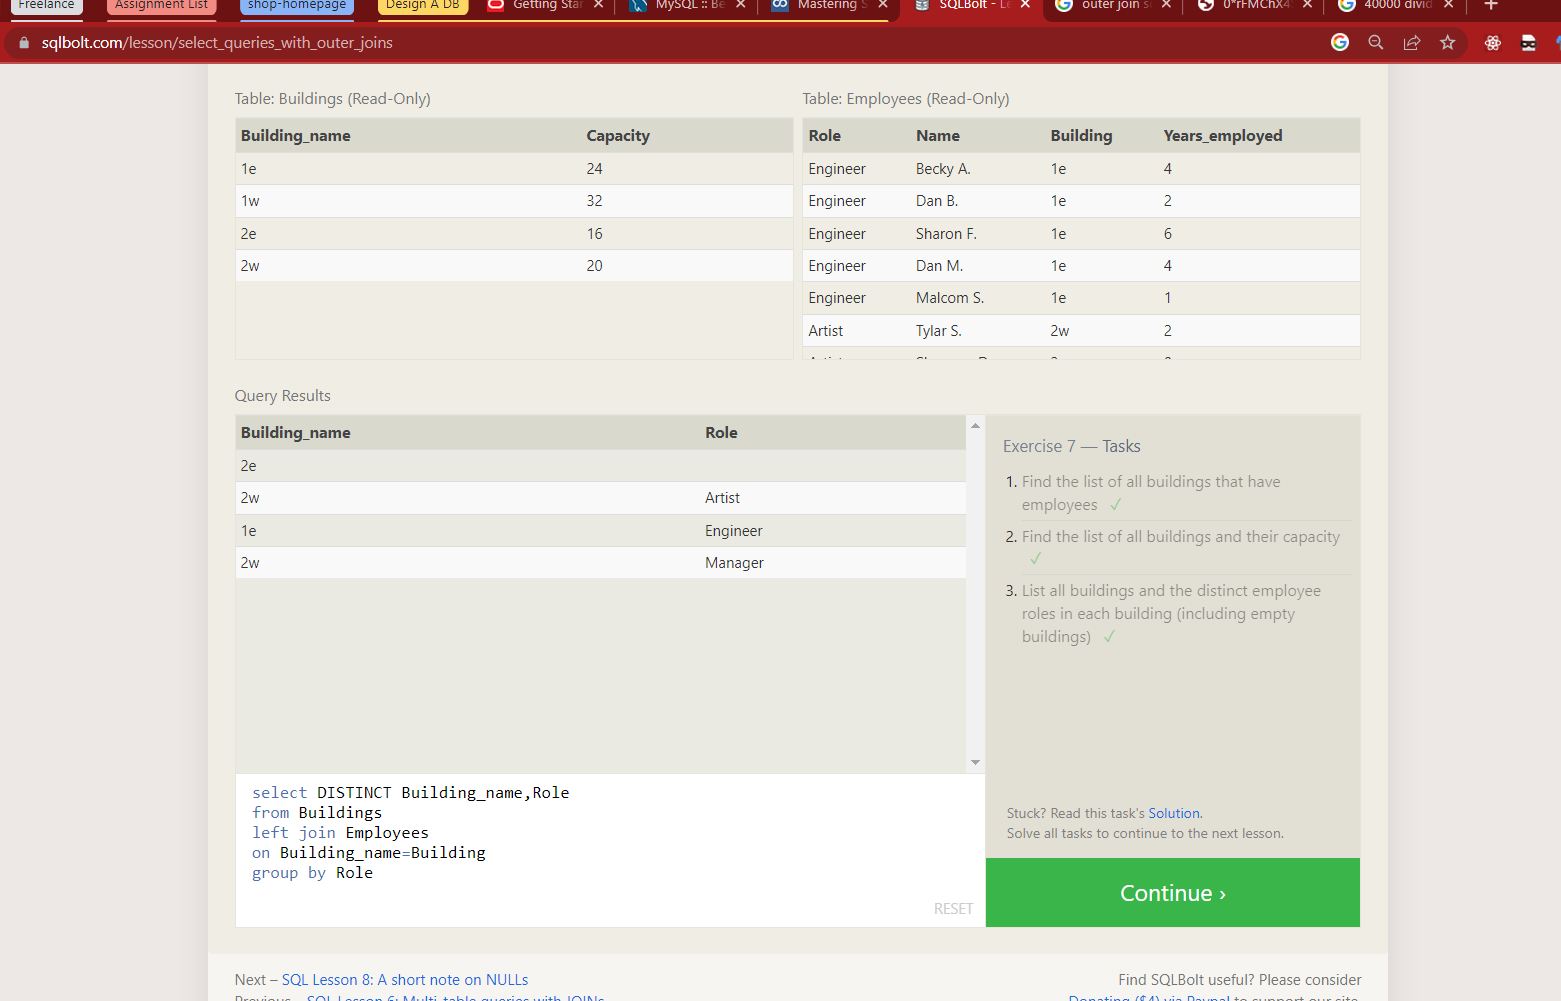 Freelance
Assignment List
shop-homepage
Design A DB
Getting Star
MySQL :: Be
Mastering S
SQLBolt - Le
outer join s
0*rFMChX4
40000 divid
sqlbolt.com/lesson/select_queries_with_outer_joins
Table: Buildings (Read-Only)
Building_name Capacity
1e 24
1w 32
2e 16
2w 20
Table: Employees (Read-Only)
Role Name Building Years_employed
Engineer Becky A. 1e 4
Engineer Dan B. 1e 2
Engineer Sharon F. 1e 6
Engineer Dan M. 1e 4
Engineer Malcom S. 1e 1
Artist Tylar S. 2w 2
Query Results
Building_name Role
2e
2w Artist
1e Engineer
2w Manager
Exercise 7 — Tasks
1. Find the list of all buildings that have
employees ✓
2. Find the list of all buildings and their capacity
✓
3. List all buildings and the distinct employee
roles in each building (including empty
buildings) ✓
select DISTINCT Building_name,Role
from Buildings
left join Employees
on Building_name=Building
group by Role
RESET
Stuck? Read this task's Solution.
Solve all tasks to continue to the next lesson.
Continue ›
Next – SQL Lesson 8: A short note on NULLs
Previous – SQL Lesson 6: Multi-table queries with JOINs
Find SQLBolt useful? Please consider
Donating ($4) via Paypal to support our site.